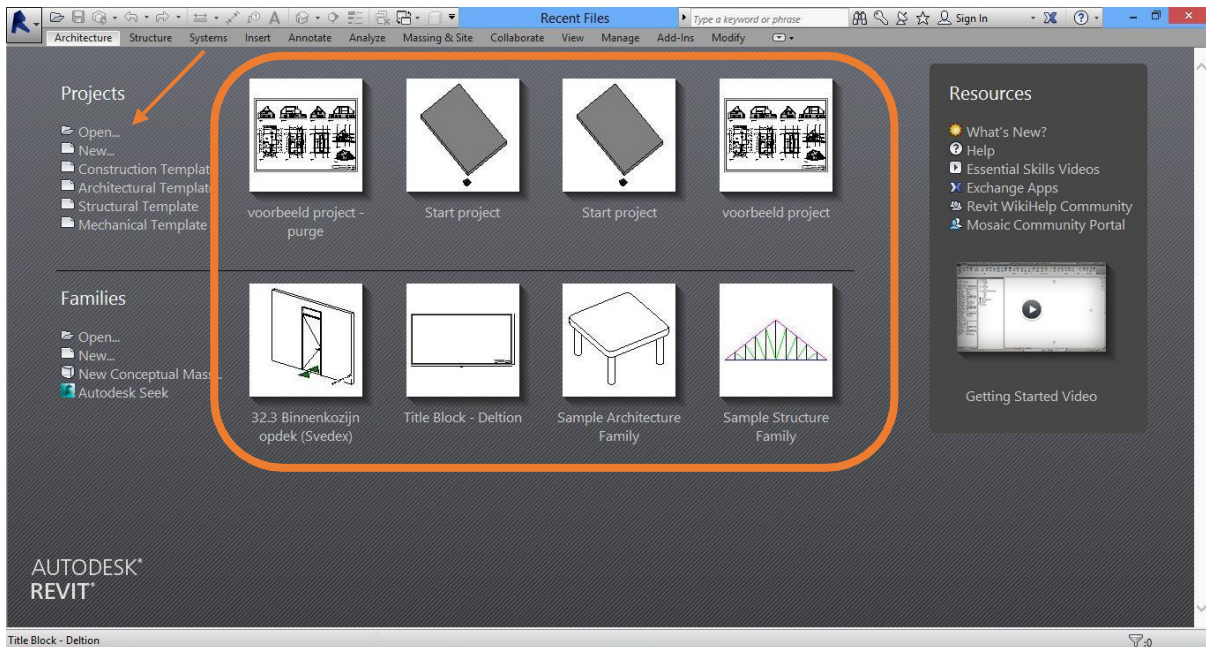 Recent Files
Type a keyword or phrase
Sign In
Architecture Structure Systems Insert Annotate Analyze Massing & Site Collaborate View Manage Add-Ins Modify
Projects
Open...
New...
Construction Templat
Architectural Templat
Structural Template
Mechanical Template
voorbeeld project -
purge
Start project
Start project
voorbeeld project
Families
Open...
New...
New Conceptual Mass...
Autodesk Seek
32.3 Binnenkozijn
opdek (Svedex)
Title Block - Deltion
Sample Architecture
Family
Sample Structure
Family
Resources
What's New?
Help
Essential Skills Videos
Exchange Apps
Revit WikiHelp Community
Mosaic Community Portal
Getting Started Video
AUTODESK®
REVIT®
Title Block - Deltion
:0